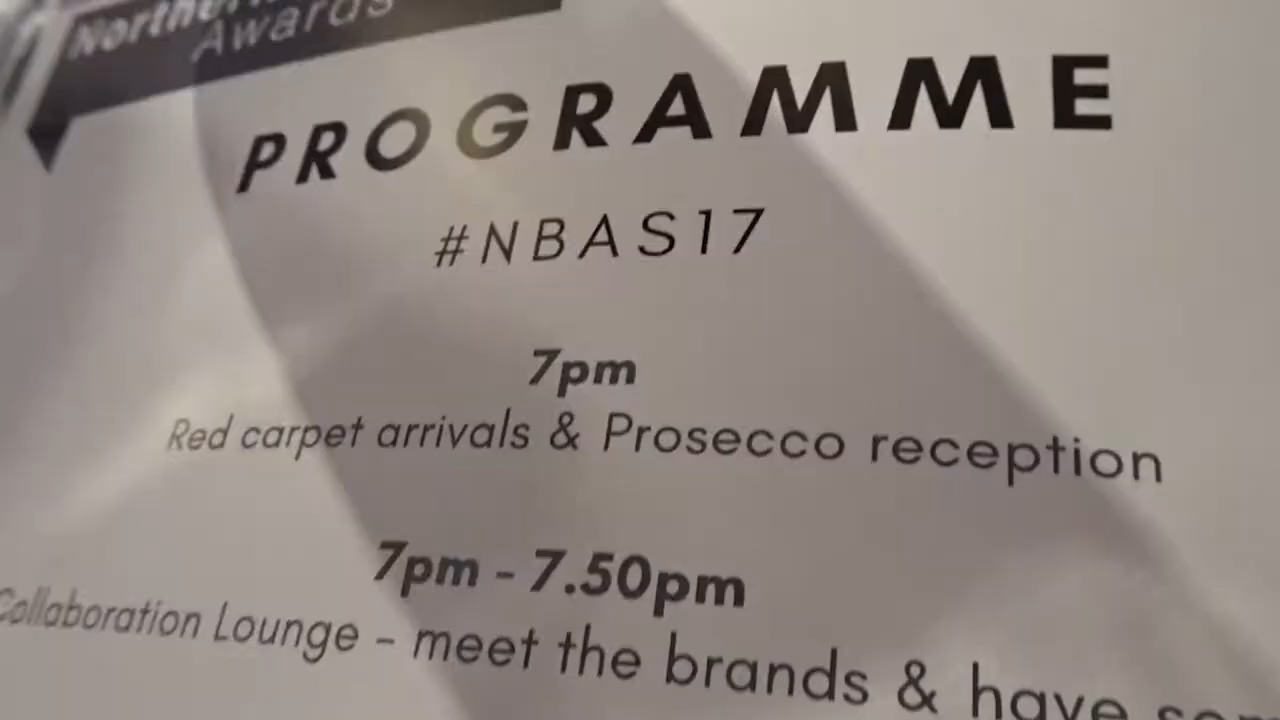 Awards
PROGRAMME
#NBAS17
7pm
Red carpet arrivals & Prosecco reception
7pm - 7.50pm
Collaboration Lounge - meet the brands & have